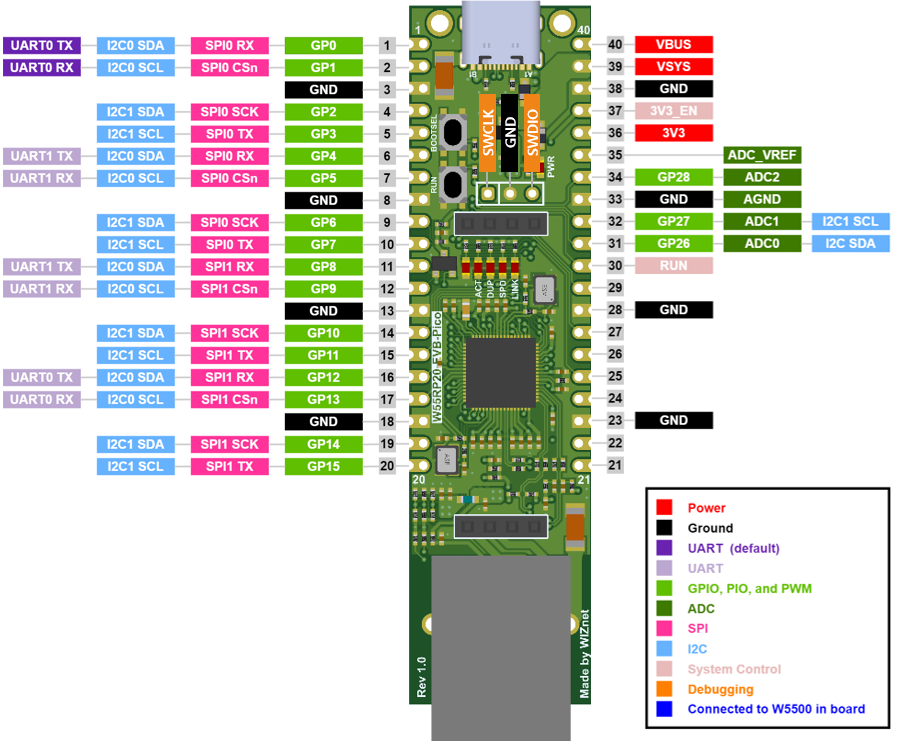 UART0 TX I2C0 SDA SPI0 RX GP0 1
UART0 RX I2C0 SCL SPI0 CSn GP1 2
GND 3
I2C1 SDA SPI0 SCK GP2 4
I2C1 SCL SPI0 TX GP3 5
UART1 TX I2C0 SDA SPI0 RX GP4 6
UART1 RX I2C0 SCL SPI0 CSn GP5 7
GND 8
I2C1 SDA SPI0 SCK GP6 9
I2C1 SCL SPI0 TX GP7 10
UART1 TX I2C0 SDA SPI1 RX GP8 11
UART1 RX I2C0 SCL SPI1 CSn GP9 12
GND 13
I2C1 SDA SPI1 SCK GP10 14
I2C1 SCL SPI1 TX GP11 15
UART0 TX I2C0 SDA SPI1 RX GP12 16
UART0 RX I2C0 SCL SPI1 CSn GP13 17
GND 18
I2C1 SDA SPI1 SCK GP14 19
I2C1 SCL SPI1 TX GP15 20
1
40
B1
A1
BOOTSEL
RUN
SWCLK
GND
SWDIO
PWR
ACT
DUP
SPD
LINK
W55RP20-EVB-Pico
20
21
Rev 1.0
Made by WIZnet
40 VBUS
39 VSYS
38 GND
37 3V3_EN
36 3V3
35 ADC_VREF
34 GP28 ADC2
33 GND AGND
32 GP27 ADC1 I2C1 SCL
31 GP26 ADC0 I2C SDA
30 RUN
29
28 GND
27
26
25
24
23 GND
22
21
Power
Ground
UART (default)
UART
GPIO, PIO, and PWM
ADC
SPI
I2C
System Control
Debugging
Connected to W5500 in board